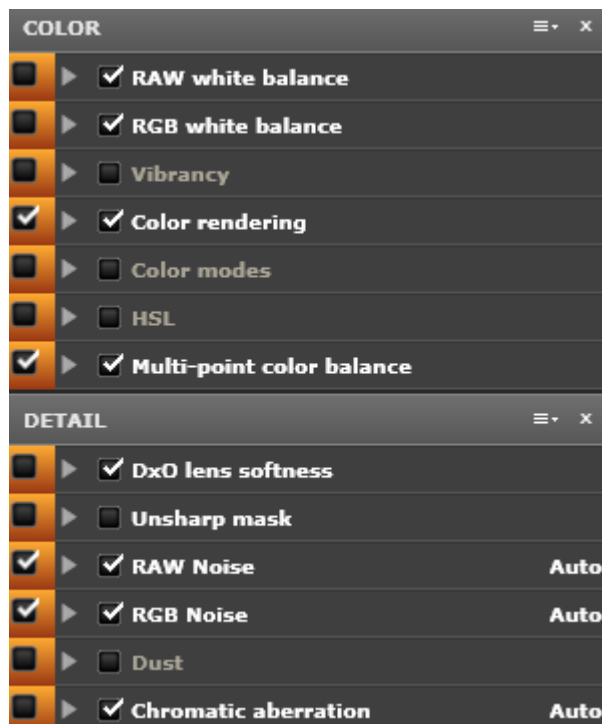 COLOR
RAW white balance
RGB white balance
Vibrancy
Color rendering
Color modes
HSL
Multi-point color balance
DETAIL
DxO lens softness
Unsharp mask
RAW Noise Auto
RGB Noise Auto
Dust
Chromatic aberration Auto